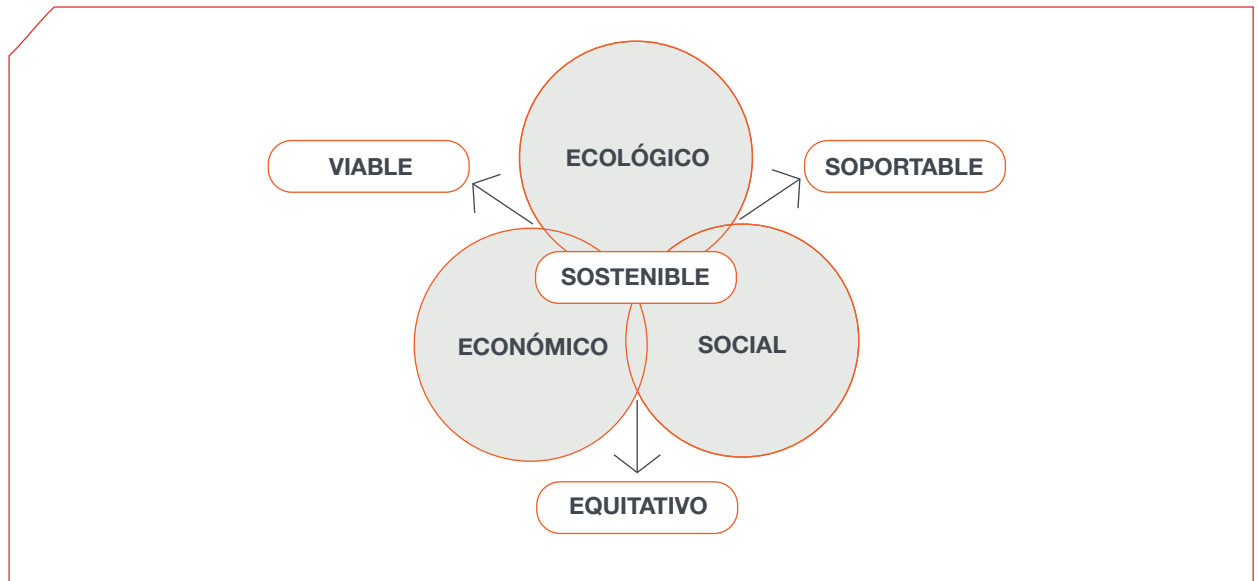 ECOLÓGICO
VIABLE
SOPORTABLE
SOSTENIBLE
ECONÓMICO
SOCIAL
EQUITATIVO